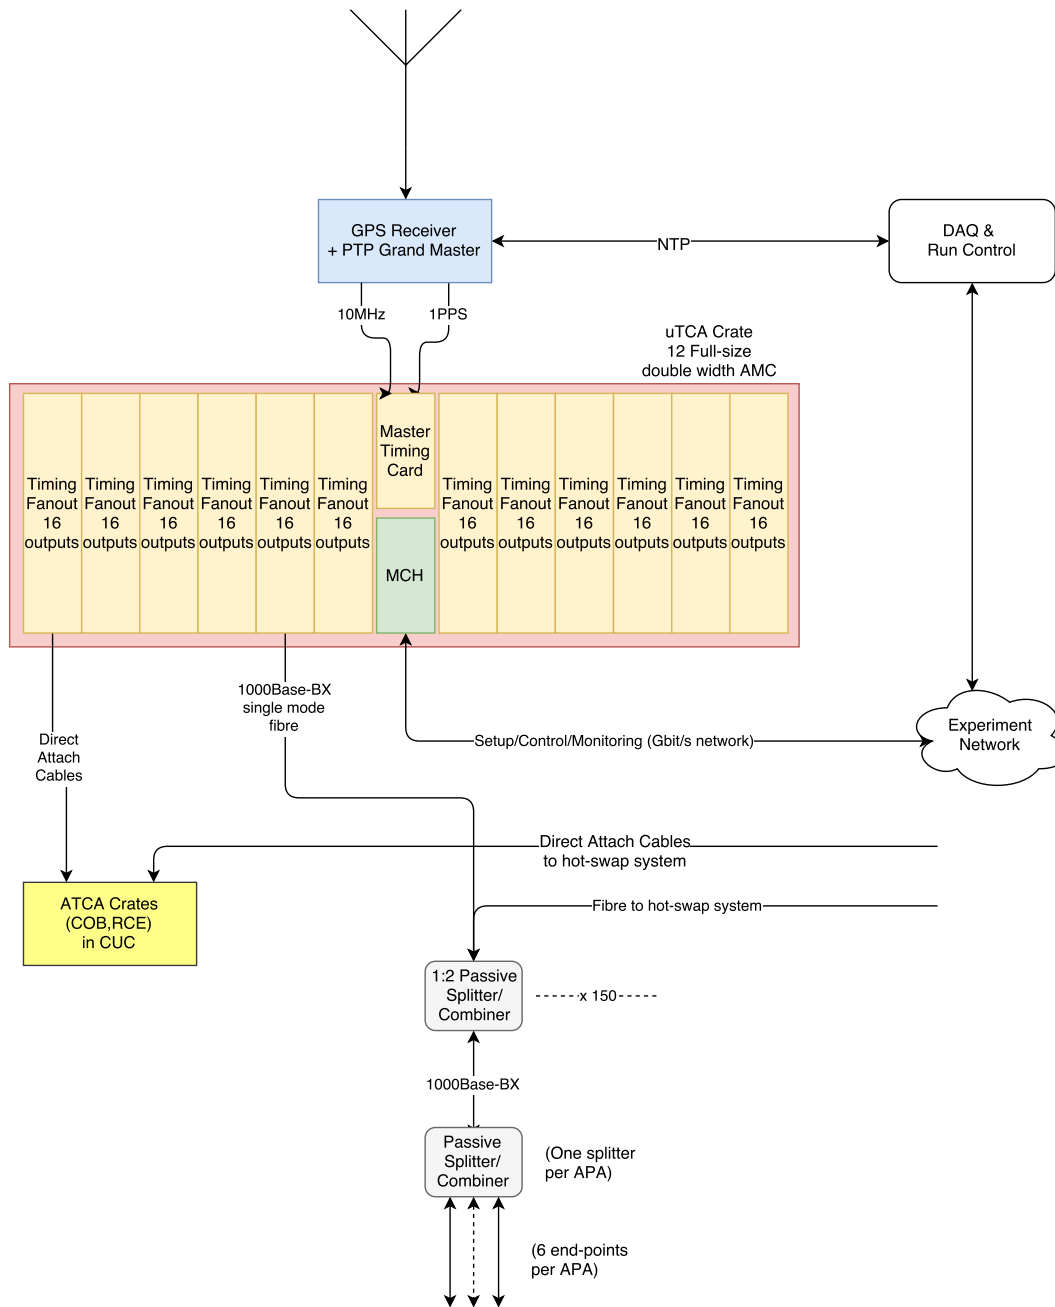 GPS Receiver
+ PTP Grand Master
NTP
DAQ &
Run Control
10MHz
1PPS
uTCA Crate
12 Full-size
double width AMC
Timing
Fanout
16
outputs
Timing
Fanout
16
outputs
Timing
Fanout
16
outputs
Timing
Fanout
16
outputs
Timing
Fanout
16
outputs
Timing
Fanout
16
outputs
Master
Timing
Card
MCH
Timing
Fanout
16
outputs
Timing
Fanout
16
outputs
Timing
Fanout
16
outputs
Timing
Fanout
16
outputs
Timing
Fanout
16
outputs
Timing
Fanout
16
outputs
1000Base-BX
single mode
fibre
Direct
Attach
Cables
Setup/Control/Monitoring (Gbit/s network)
Experiment
Network
Direct Attach Cables
to hot-swap system
ATCA Crates
(COB,RCE)
in CUC
Fibre to hot-swap system
1:2 Passive
Splitter/
Combiner
x 150
1000Base-BX
Passive
Splitter/
Combiner
(One splitter
per APA)
(6 end-points
per APA)